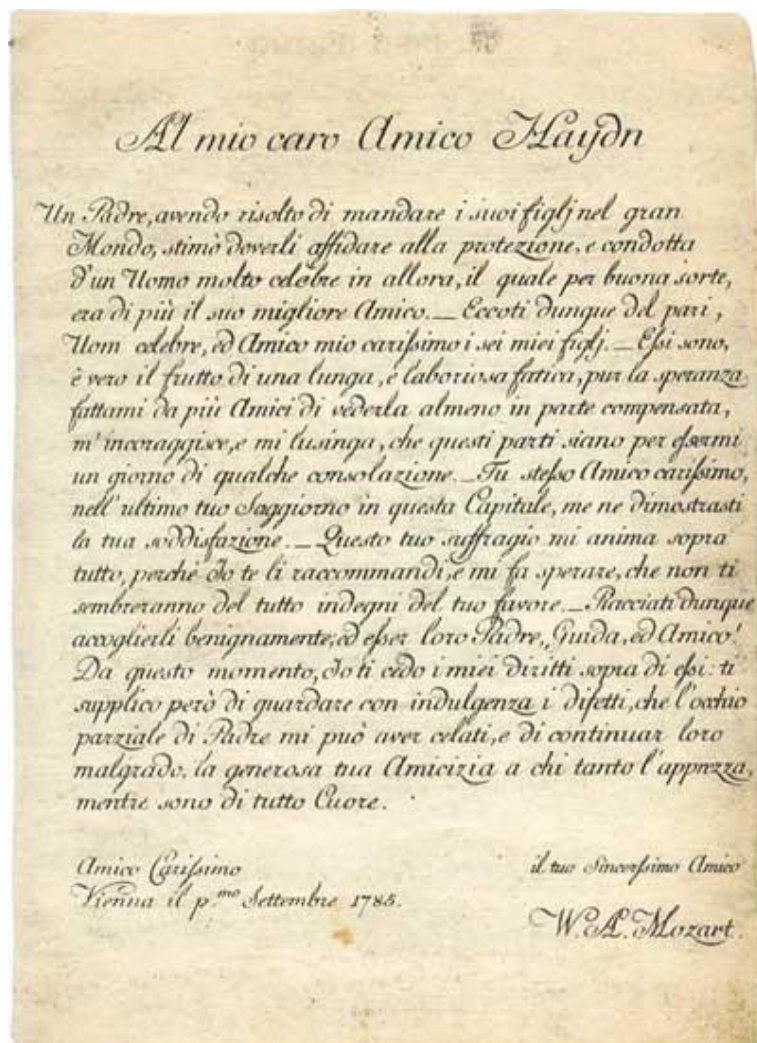 Al mio caro Amico Haÿdn
Un Padre, avendo risolto di mandare i suoi figlj nel gran
Mondo, stimò doverli affidare alla protezione, e condotta
d'un Uomo molto celèbre in allora, il quale per buona sorte,
era di più il suo migliore Amico. _ Eccoti dunque del pari,
Uom celebre, ed Amico mio carißimo i sei miei figlj. _ Eßi sono,
è vero il frutto di una lunga, e laboriosa fatica, pur la speranza
fattami da più Amici di vederla almeno in parte compensata,
m'incoraggisce, e mi lusinga, che questi parti siano per eßermi
un giorno di qualche consolazione. _ Tu steßo Amico carißimo,
nell'ultimo tuo Saggiorno in questa Capitale, me ne dimostrasti
la tua soddisfazione. _ Questo tuo suffragio mi anima sopra
tutto, perchè Jo te li raccommandi, e mi fa sperare, che non ti
sembreranno del tutto indegni del tuo favore. _ Piacciati dunque
accoglierli benignamente; ed eßer loro Padre, Guida, ed Amico!
Da questo momento, Jo ti cedo i miei diritti sopra di eßi: ti
supplico però di guardare con indulgenza i difetti, che l'occhio
parziale di Padre mi può aver celati, e di continuar loro
malgrado, la generosa tua Amicizia a chi tanto l'apprezza,
mentre sono di tutto Cuore.
Amico Carißimo il tuo Sincerißimo Amico
Vienna il p.mo Settembre 1785.
W. A. Mozart.